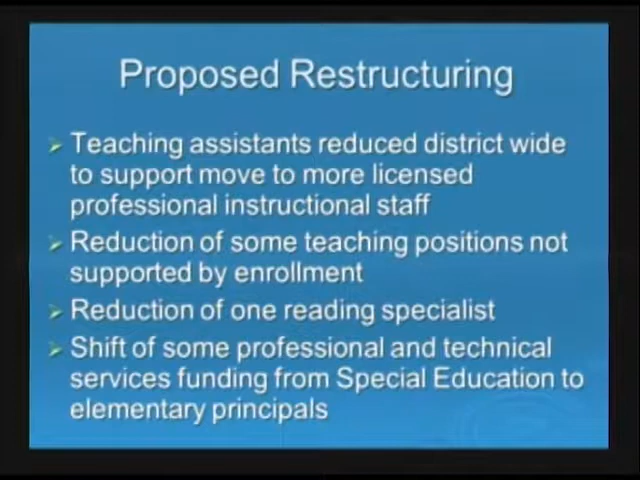 Proposed Restructuring
Teaching assistants reduced district wide
to support move to more licensed
professional instructional staff
Reduction of some teaching positions not
supported by enrollment
Reduction of one reading specialist
Shift of some professional and technical
services funding from Special Education to
elementary principals